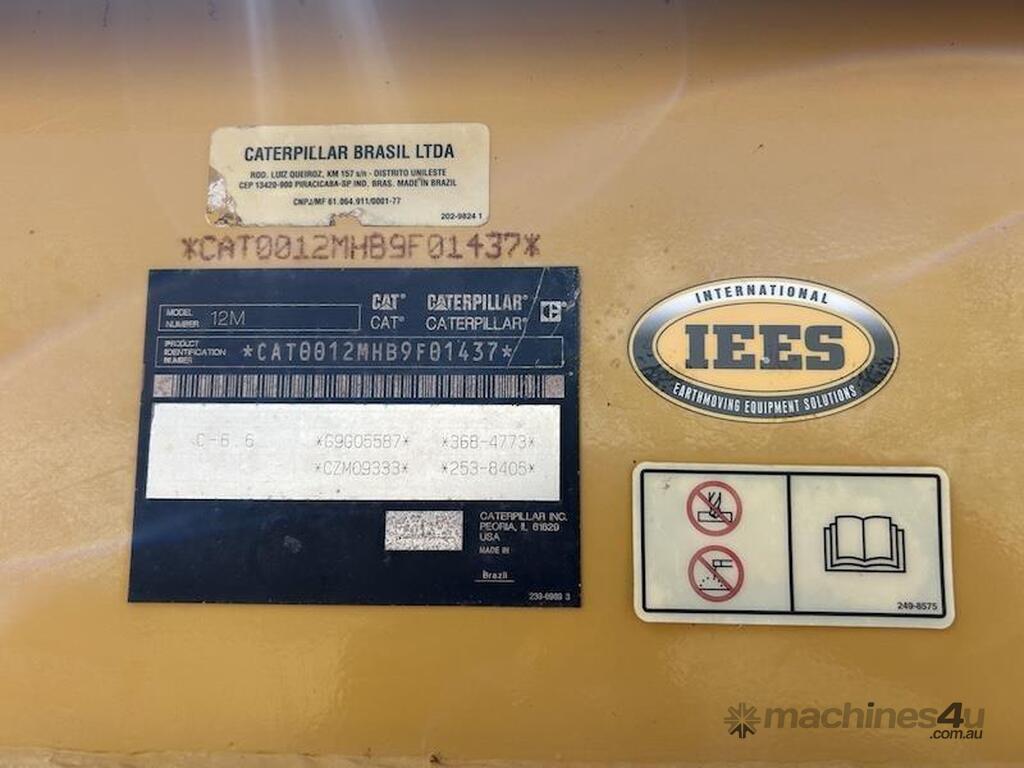 CATERPILLAR BRASIL LTDA
ROD. LUIZ QUEIROZ, KM 157 s/n - DISTRITO UNILESTE
CEP 13420-900 PIRACICABA-SP IND. BRAS. MADE IN BRAZIL
CNPJ/MF 61.064.911/0001-77
202-9824 1
*CAT0012MHB9F01437*
MODEL NUMBER 12M
CAT® CATERPILLAR®
CAT® CATERPILLAR®
PRODUCT IDENTIFICATION NUMBER *CAT0012MHB9F01437*
C-6.6 *G9G05587* *368-4773*
*CZM09333* *253-8405*
CATERPILLAR INC.
PEORIA, IL 61629
USA
MADE IN
Brazil
INTERNATIONAL
IEES
EARTHMOVING EQUIPMENT SOLUTIONS
249-8575
machines4u
.com.au